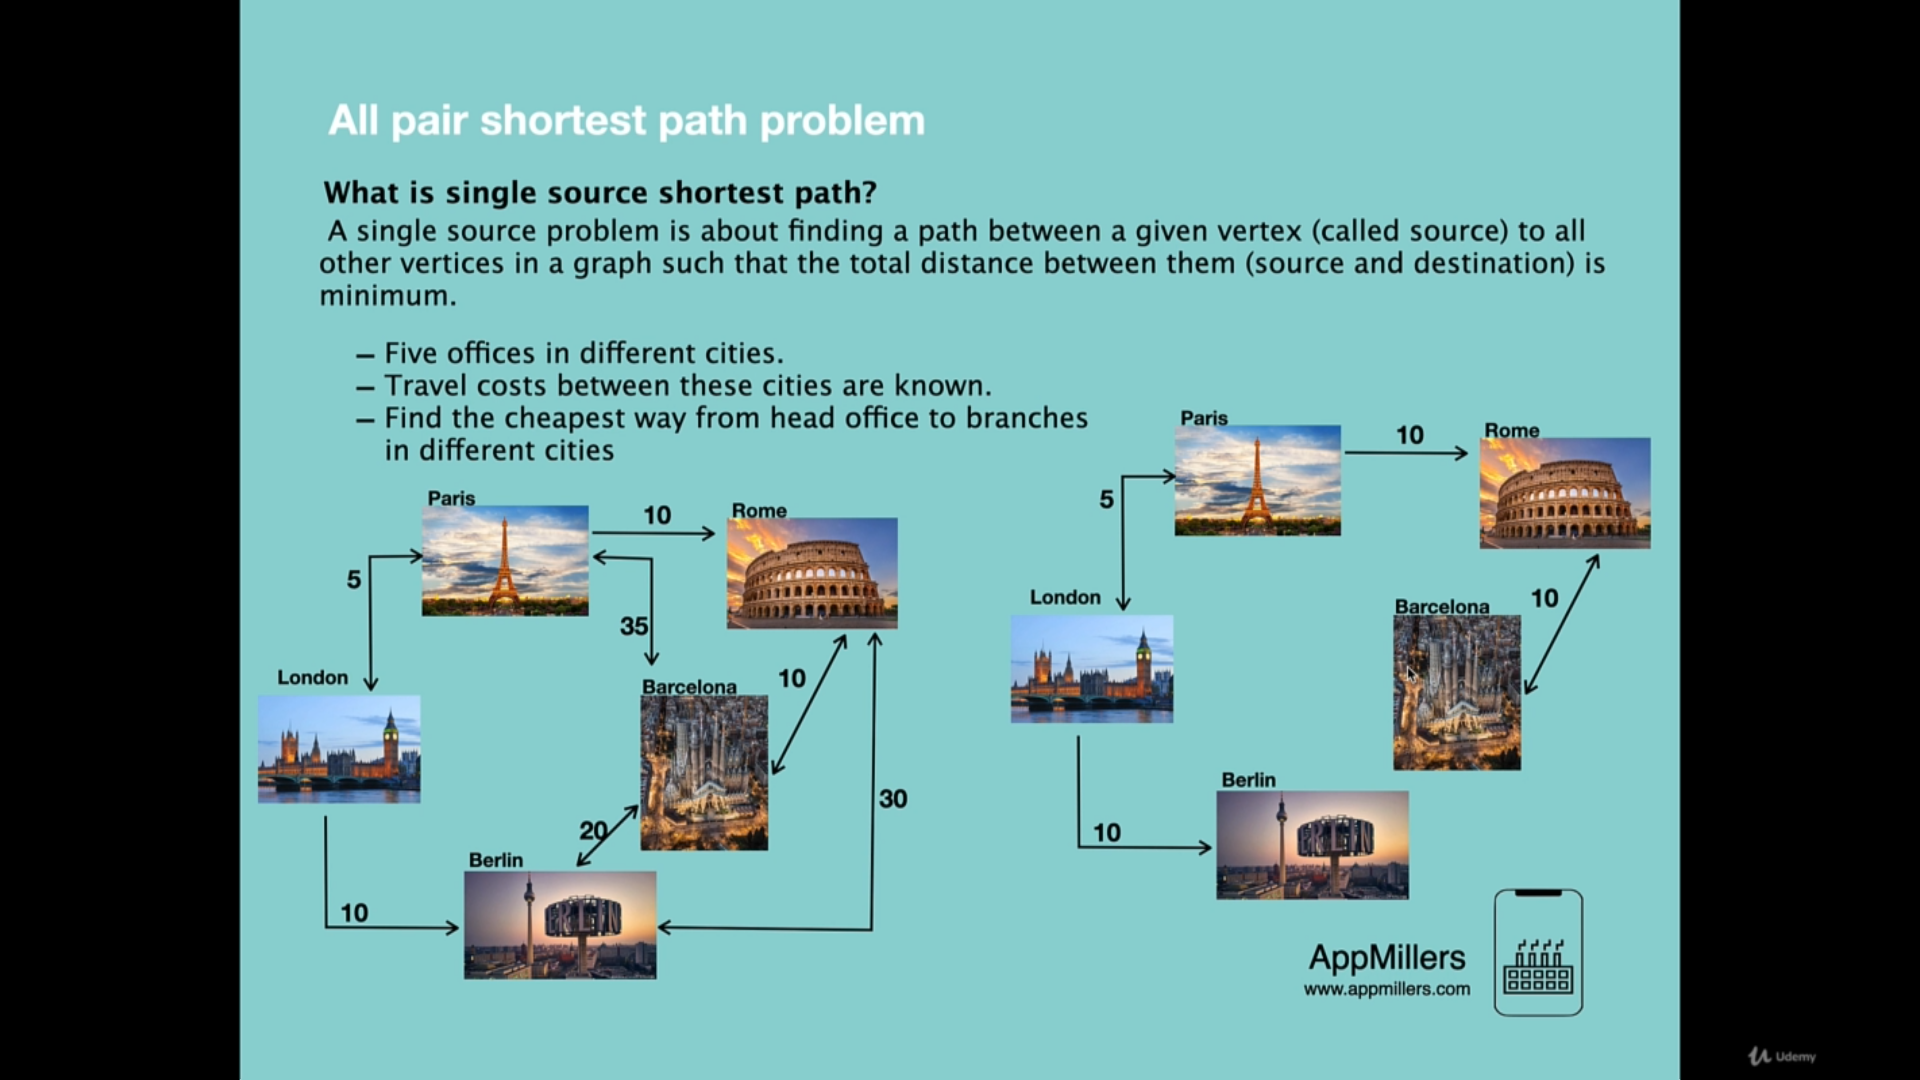 All pair shortest path problem
What is single source shortest path?
A single source problem is about finding a path between a given vertex (called source) to all
other vertices in a graph such that the total distance between them (source and destination) is
minimum.
– Five offices in different cities.
– Travel costs between these cities are known.
– Find the cheapest way from head office to branches
in different cities
Paris
10
Rome
5
35
London
Barcelona
10
20
30
Berlin
10
Paris
10
Rome
5
London
Barcelona
10
Berlin
10
AppMillers
www.appmillers.com
Udemy